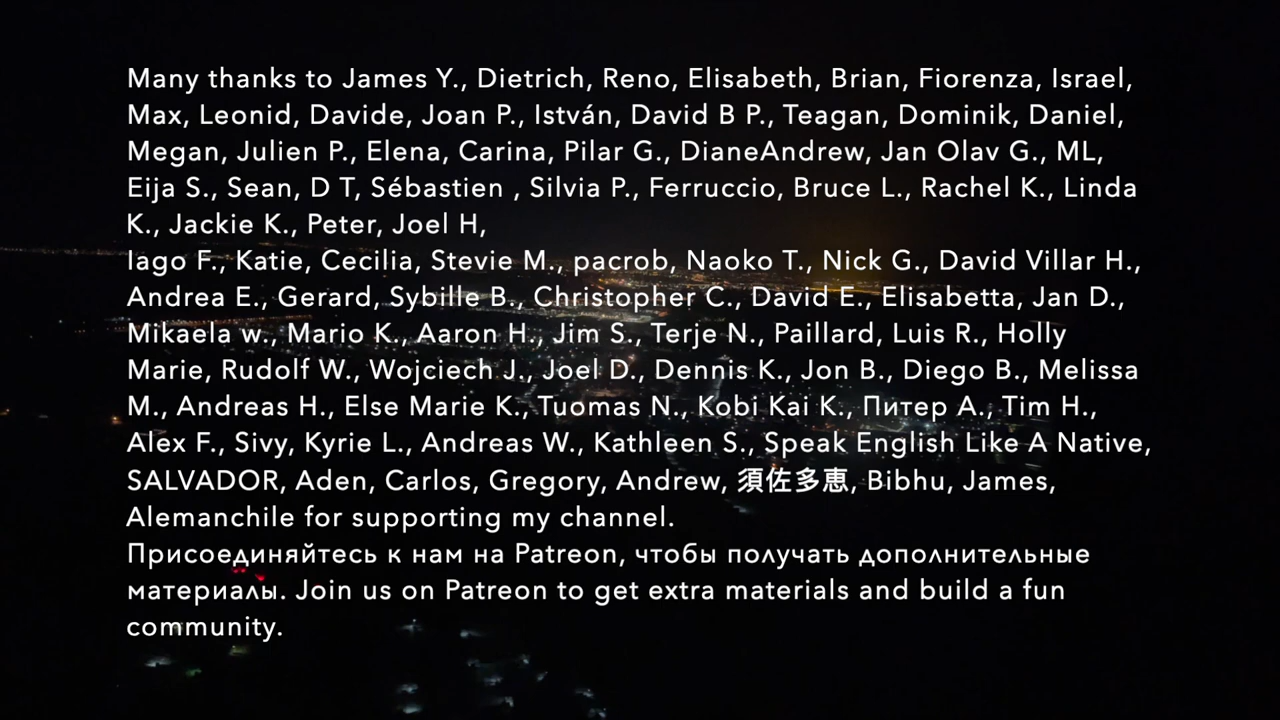 Many thanks to James Y., Dietrich, Reno, Elisabeth, Brian, Fiorenza, Israel,
Max, Leonid, Davide, Joan P., István, David B P., Teagan, Dominik, Daniel,
Megan, Julien P., Elena, Carina, Pilar G., DianeAndrew, Jan Olav G., ML,
Eija S., Sean, D T, Sébastien , Silvia P., Ferruccio, Bruce L., Rachel K., Linda
K., Jackie K., Peter, Joel H,
Iago F., Katie, Cecilia, Stevie M., pacrob, Naoko T., Nick G., David Villar H.,
Andrea E., Gerard, Sybille B., Christopher C., David E., Elisabetta, Jan D.,
Mikaela w., Mario K., Aaron H., Jim S., Terje N., Paillard, Luis R., Holly
Marie, Rudolf W., Wojciech J., Joel D., Dennis K., Jon B., Diego B., Melissa
M., Andreas H., Else Marie K., Tuomas N., Kobi Kai K., Питер А., Tim H.,
Alex F., Sivy, Kyrie L., Andreas W., Kathleen S., Speak English Like A Native,
SALVADOR, Aden, Carlos, Gregory, Andrew, 須佐多恵, Bibhu, James,
Alemanchile for supporting my channel.
Присоединяйтесь к нам на Patreon, чтобы получать дополнительные
материалы. Join us on Patreon to get extra materials and build a fun
community.